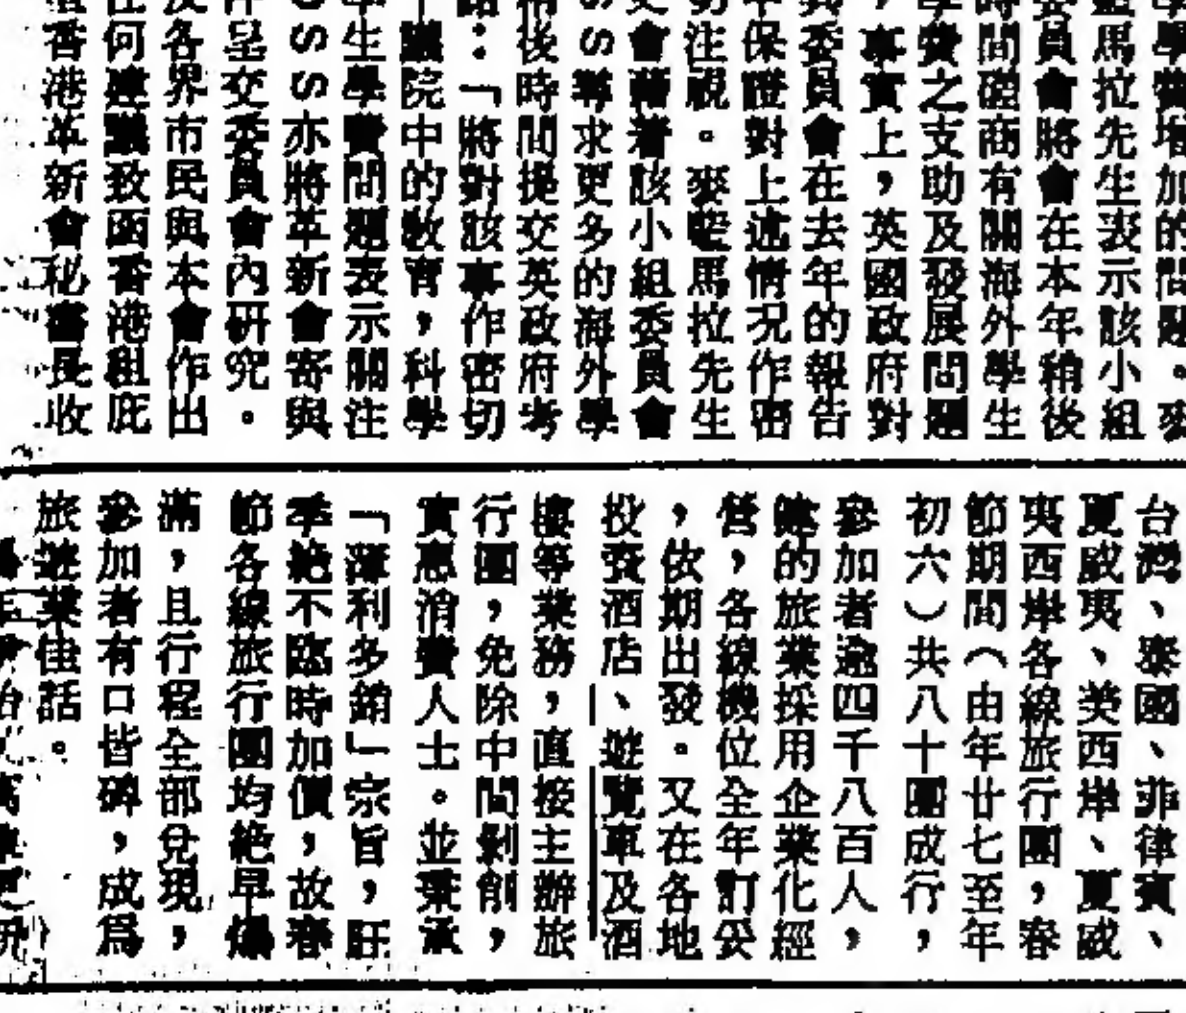 學學費增加的問題。麥
藍馬拉先生表示該小組
委員會將會在本年稍後
時間磋商有關海外學生
學費之支助及發展問題
，事實上，英國政府對
委員會在去年的報告
中保證對上述情況作密
切注視。麥藍馬拉先生
會藉着該小組委員會
尋求更多的海外學
稍後時間提交英政府考
：「將對該事作密切
議院中的教育，科學
學生學費問題表示關注
SS亦將革新會寄與
呈交委員會內研究。
及各界市民與本會作出
任何建議致函香港租庇
香港革新會秘書長收
台灣、泰國、菲律賓、
夏威夷、美西岸、夏威
夷西岸各線旅行團，春
節期間（由年廿七至年
初六）共八十團成行，
參加者逾四千八百人，
健的旅業採用企業化經
營，各線機位全年訂妥
，依期出發。又在各地
投資酒店、遊覽車及酒
樓等業務，直接主辦旅
行團，免除中間剝削，
實惠消費人士。並秉承
「薄利多銷」宗旨，旺
季絕不臨時加價，故春
節各線旅行團均絕早爆
滿，且行程全部兌現，
參加者有口皆碑，成爲
旅遊業佳話。